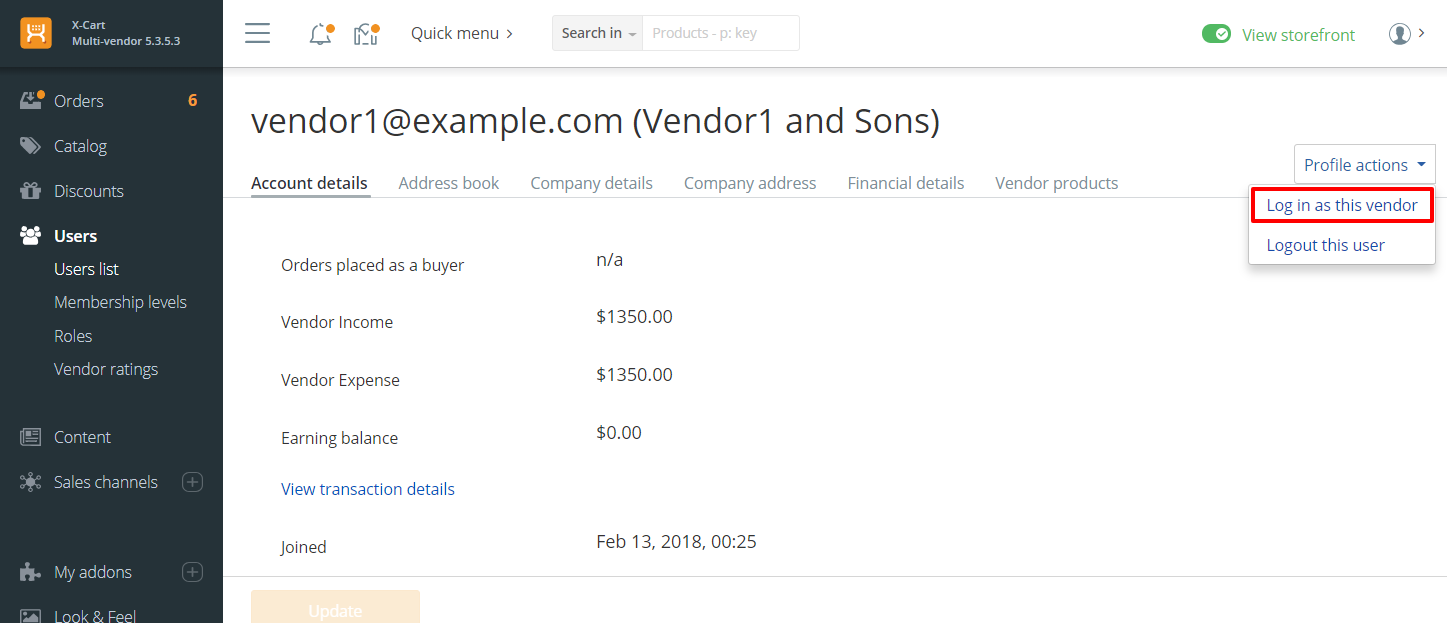 X-Cart
Multi-vendor 5.3.5.3
Quick menu
Search in
Products - p: key
View storefront
Orders 6
Catalog
Discounts
Users
Users list
Membership levels
Roles
Vendor ratings
Content
Sales channels
My addons
Look & Feel
vendor1@example.com (Vendor1 and Sons)
Profile actions
Log in as this vendor
Logout this user
Account details Address book Company details Company address Financial details Vendor products
Orders placed as a buyer n/a
Vendor Income $1350.00
Vendor Expense $1350.00
Earning balance $0.00
View transaction details
Joined Feb 13, 2018, 00:25
Update